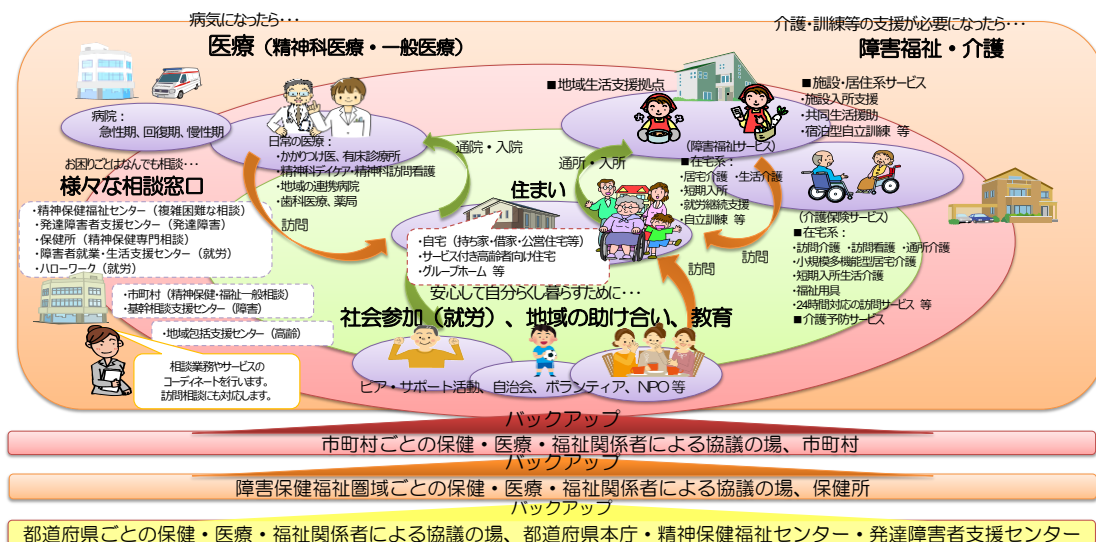 病気になったら･･･
医療（精神科医療・一般医療）
介護・訓練等の支援が必要になったら･･･
障害福祉・介護
病院：
急性期、回復期、慢性期
日常の医療：
・かかりつけ医、有床診療所
・精神科デイケア・精神科訪問看護
・地域の連携病院
・歯科医療、薬局
通院・入院
訪問
■地域生活支援拠点
通所・入所
■施設・居住系サービス
・施設入所支援
・共同生活援助
・宿泊型自立訓練 等
(障害福祉サービス)
■在宅系：
・居宅介護 ・生活介護
・短期入所
・就労継続支援
・自立訓練 等
訪問
訪問
(介護保険サービス)
■在宅系：
・訪問介護 ・訪問看護 ・通所介護
・小規模多機能型居宅介護
・短期入所生活介護
・福祉用具
・24時間対応の訪問サービス 等
■介護予防サービス
お困りごとはなんでも相談･･･
様々な相談窓口
・精神保健福祉センター（複雑困難な相談）
・発達障害者支援センター（発達障害）
・保健所（精神保健専門相談）
・障害者就業・生活支援センター（就労）
・ハローワーク（就労）
・市町村（精神保健・福祉一般相談）
・基幹相談支援センター（障害）
・地域包括支援センター（高齢）
相談業務やサービスの
コーディネートを行います。
訪問相談にも対応します。
住まい
・自宅（持ち家・借家・公営住宅等）
・サービス付き高齢者向け住宅
・グループホーム 等
安心して自分らしく暮らすために･･･
社会参加（就労）、地域の助け合い、教育
ピア・サポート活動、自治会、ボランティア、NPO 等
バックアップ
市町村ごとの保健・医療・福祉関係者による協議の場、市町村
バックアップ
障害保健福祉圏域ごとの保健・医療・福祉関係者による協議の場、保健所
バックアップ
都道府県ごとの保健・医療・福祉関係者による協議の場、都道府県本庁・精神保健福祉センター・発達障害者支援センター